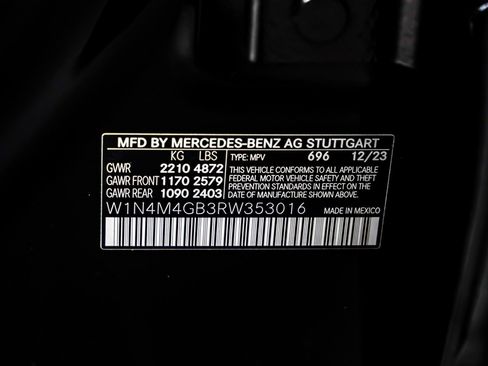 MFD BY MERCEDES-BENZ AG STUTTGART
KG LBS TYPE: MPV 696 12/23
GVWR 2210 4872 THIS VEHICLE CONFORMS TO ALL APPLICABLE
GAWR FRONT 1170 2579 FEDERAL MOTOR VEHICLE SAFETY AND THEFT
GAWR REAR 1090 2403 PREVENTION STANDARDS IN EFFECT ON THE
DATE OF MANUFACTURE SHOWN ABOVE.
W1N4M4GB3RW353016 MADE IN MEXICO